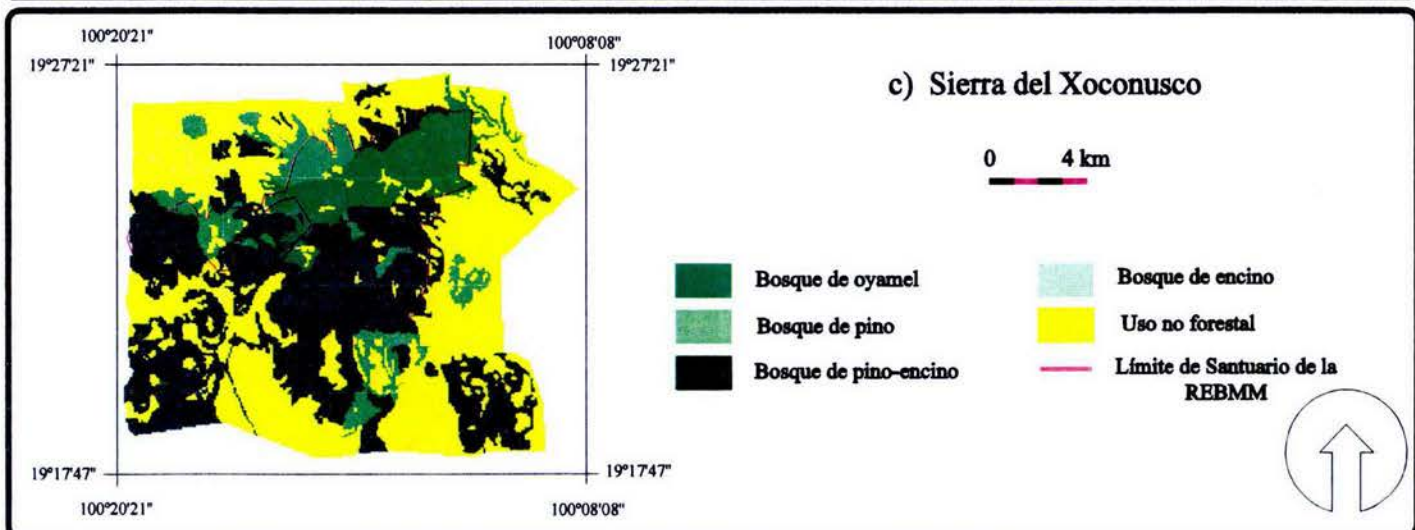 100°20'21"
100°08'08"
19°27'21"
19°27'21"
c) Sierra del Xoconusco
0 4 km
Bosque de oyamel
Bosque de encino
Bosque de pino
Uso no forestal
Bosque de pino-encino
Límite de Santuario de la
REBMM
19°17'47"
19°17'47"
100°20'21"
100°08'08"